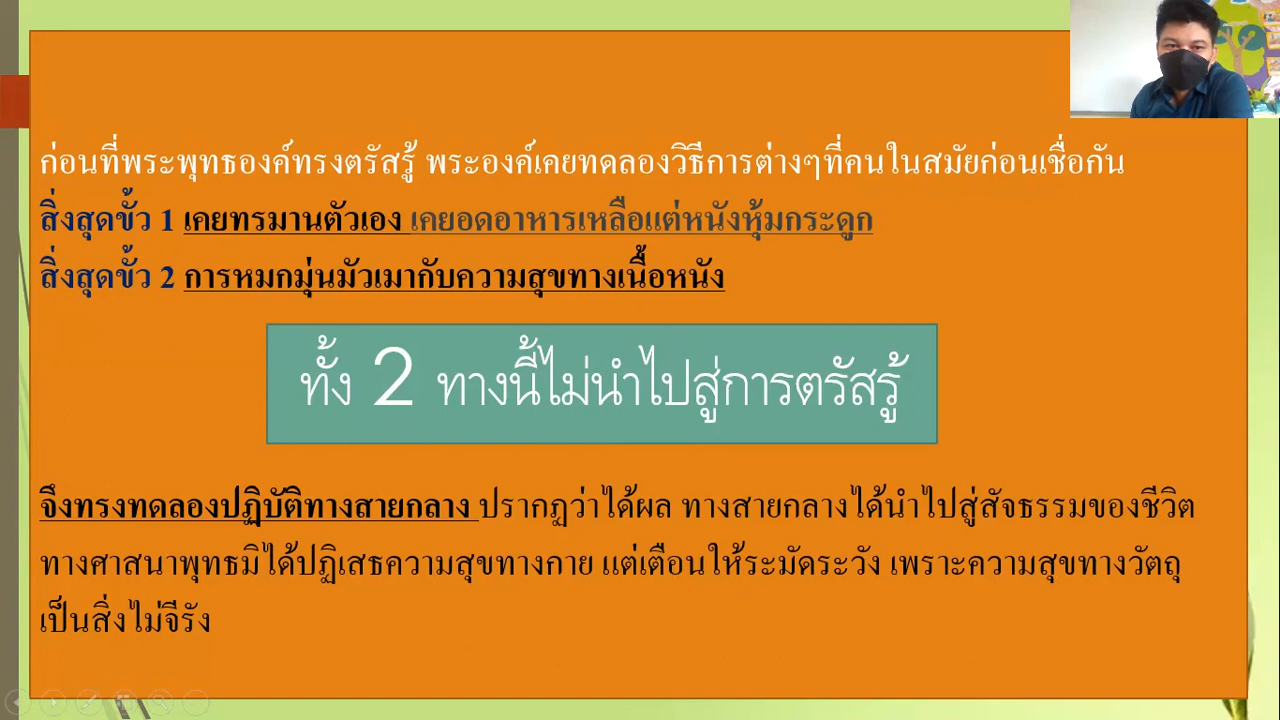 ก่อนที่พระพุทธองค์ทรงตรัสรู้ พระองค์เคยทดลองวิธีการต่างๆที่คนในสมัยก่อนเชื่อกัน
สิ่งสุดขั้ว 1 เคยทรมานตัวเอง เคยอดอาหารเหลือแต่หนังหุ้มกระดูก
สิ่งสุดขั้ว 2 การหมกมุ่นมัวเมากับความสุขทางเนื้อหนัง
ทั้ง 2 ทางนี้ไม่นำไปสู่การตรัสรู้
จึงทรงทดลองปฏิบัติทางสายกลาง ปรากฏว่าได้ผล ทางสายกลางได้นำไปสู่สัจธรรมของชีวิต
ทางศาสนาพุทธมิได้ปฏิเสธความสุขทางกาย แต่เตือนให้ระมัดระวัง เพราะความสุขทางวัตถุ
เป็นสิ่งไม่จีรัง